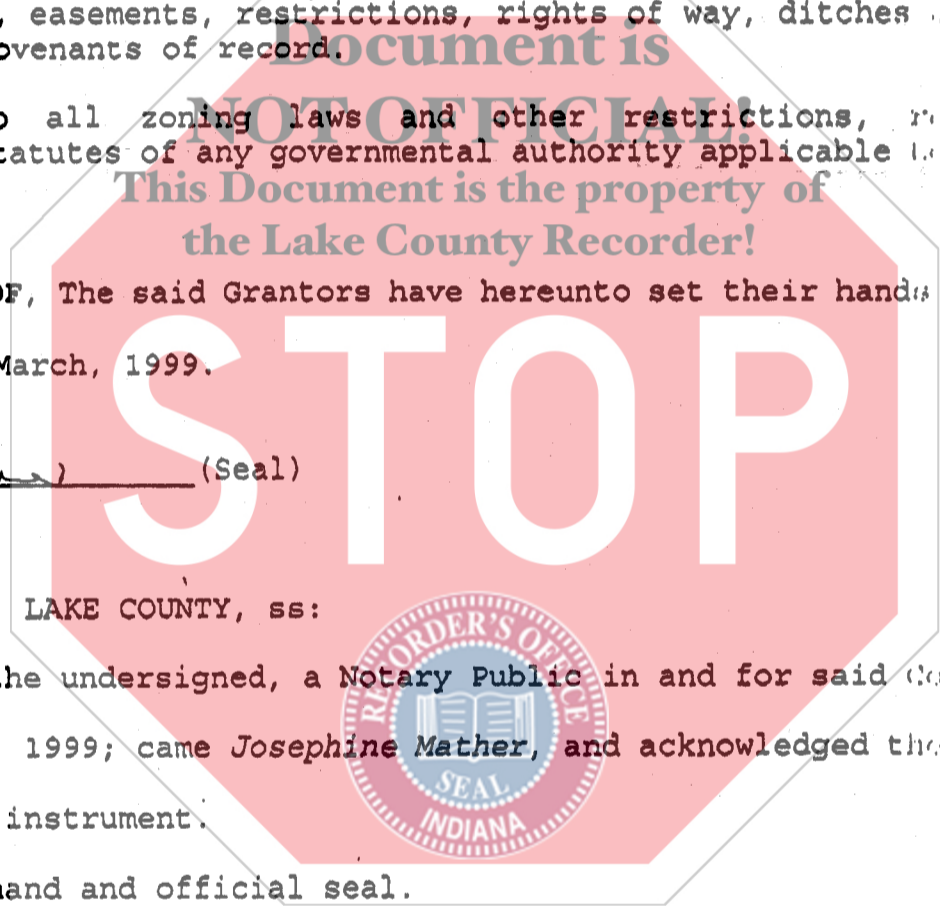 , easements, restrictions, rights of way, ditches
ovenants of record.
Document is
NOT OFFICIAL!
o all zoning laws and other restrictions,
tatutes of any governmental authority applicable
This Document is the property of
the Lake County Recorder!
OF, The said Grantors have hereunto set their hands
March, 1999.
STOP
(Seal)
LAKE COUNTY, ss:
RECORDER'S OFFICE
he undersigned, a Notary Public in and for said
1999; came Josephine Mather, and acknowledged
SEAL
INDIANA
instrument.
hand and official seal.